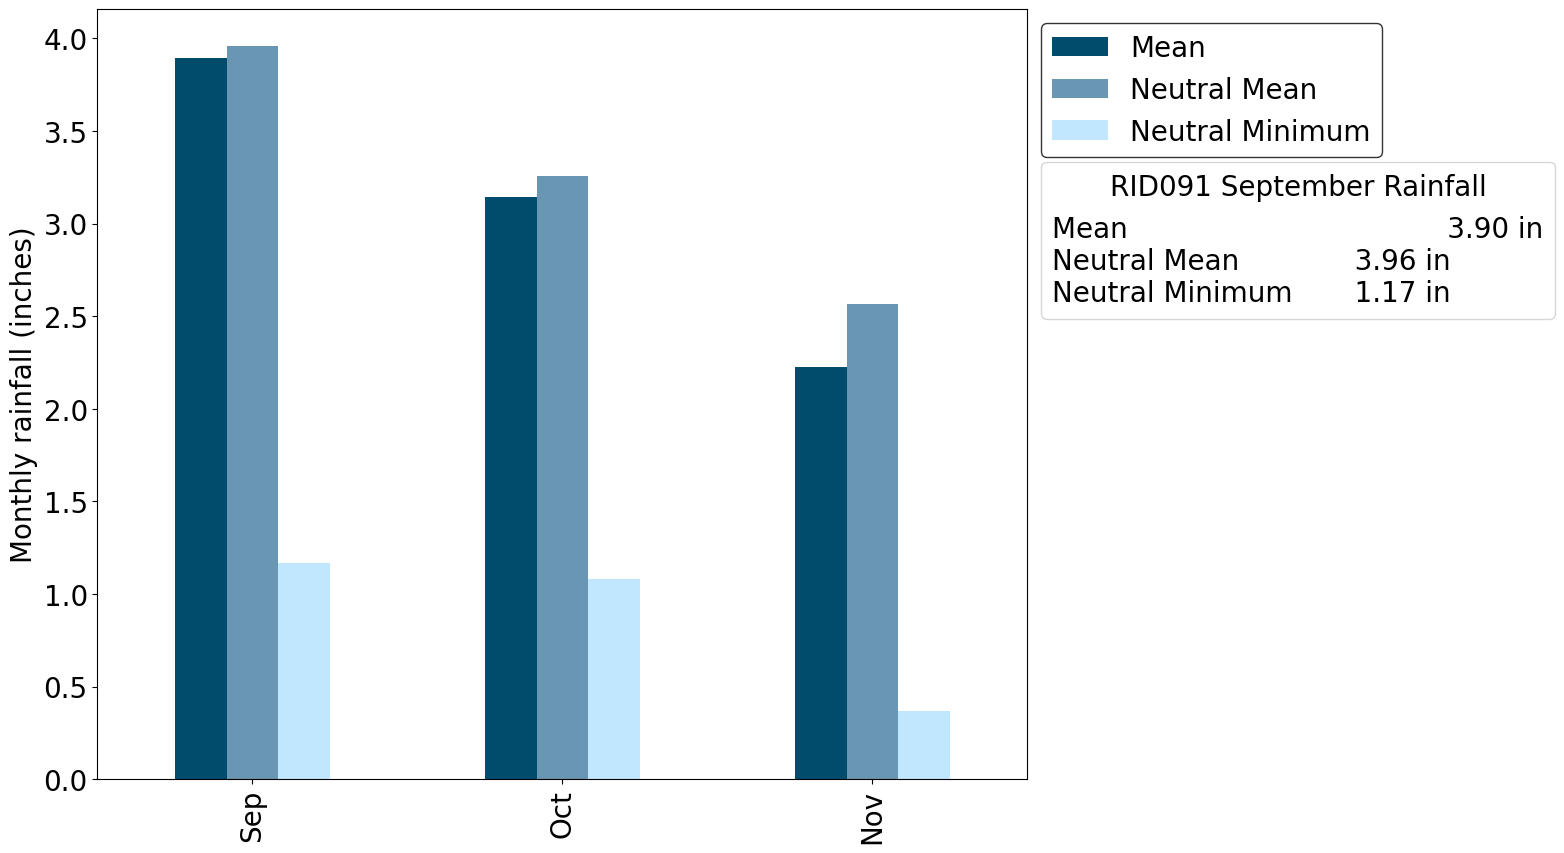 4.0
3.5
3.0
2.5
2.0
1.5
1.0
0.5
0.0
Monthly rainfall (inches)
Sep
Oct
Nov
Mean
Neutral Mean
Neutral Minimum
RID091 September Rainfall
Mean 3.90 in
Neutral Mean 3.96 in
Neutral Minimum 1.17 in